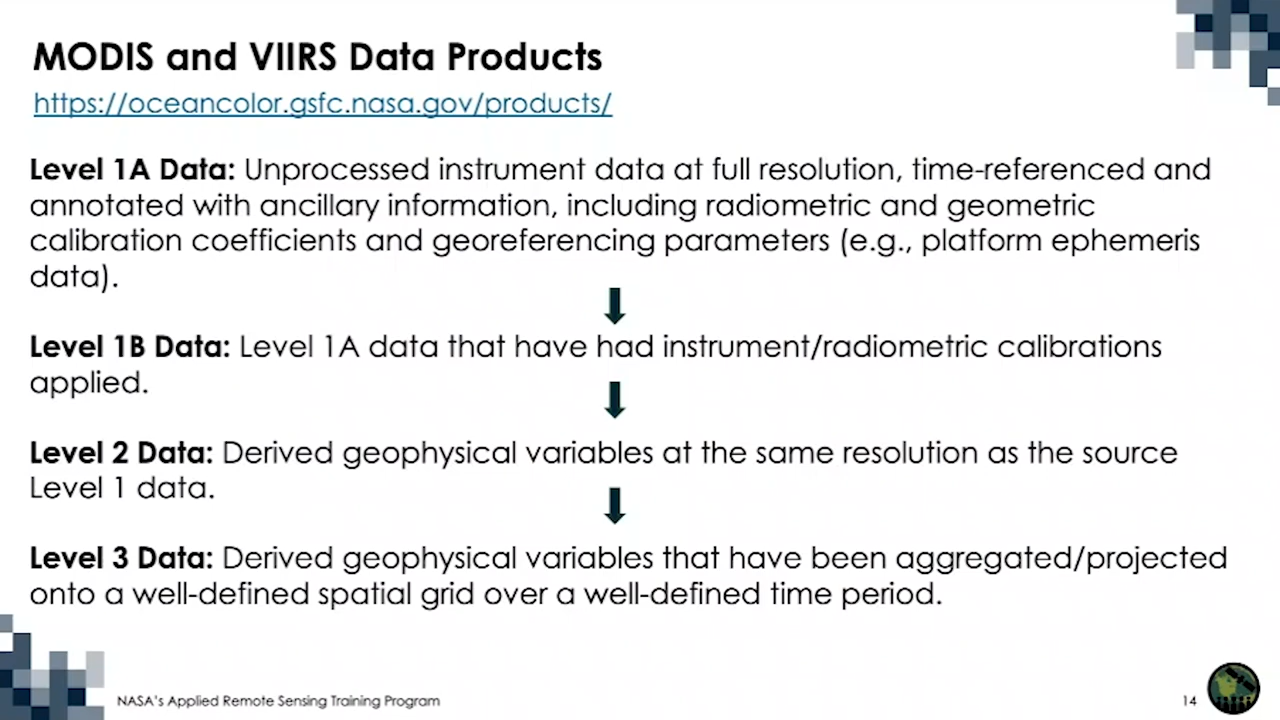 MODIS and VIIRS Data Products
https://oceancolor.gsfc.nasa.gov/products/
Level 1A Data: Unprocessed instrument data at full resolution, time-referenced and
annotated with ancillary information, including radiometric and geometric
calibration coefficients and georeferencing parameters (e.g., platform ephemeris
data).
Level 1B Data: Level 1A data that have had instrument/radiometric calibrations
applied.
Level 2 Data: Derived geophysical variables at the same resolution as the source
Level 1 data.
Level 3 Data: Derived geophysical variables that have been aggregated/projected
onto a well-defined spatial grid over a well-defined time period.
NASA's Applied Remote Sensing Training Program
14